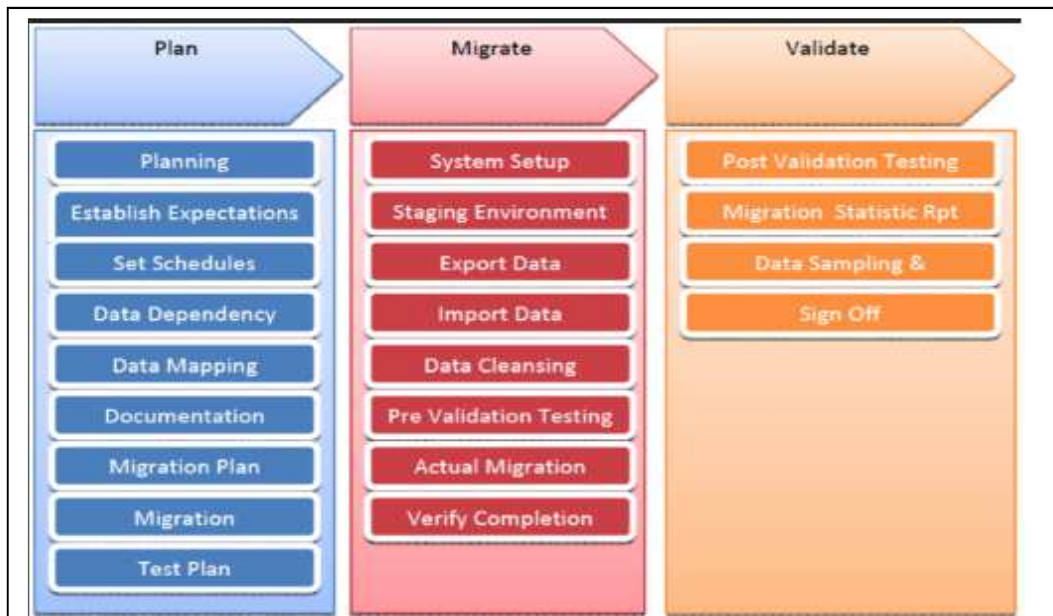 Plan
Planning
Establish Expectations
Set Schedules
Data Dependency
Data Mapping
Documentation
Migration Plan
Migration
Test Plan
Migrate
System Setup
Staging Environment
Export Data
Import Data
Data Cleansing
Pre Validation Testing
Actual Migration
Verify Completion
Validate
Post Validation Testing
Migration Statistic Rpt
Data Sampling &
Sign Off